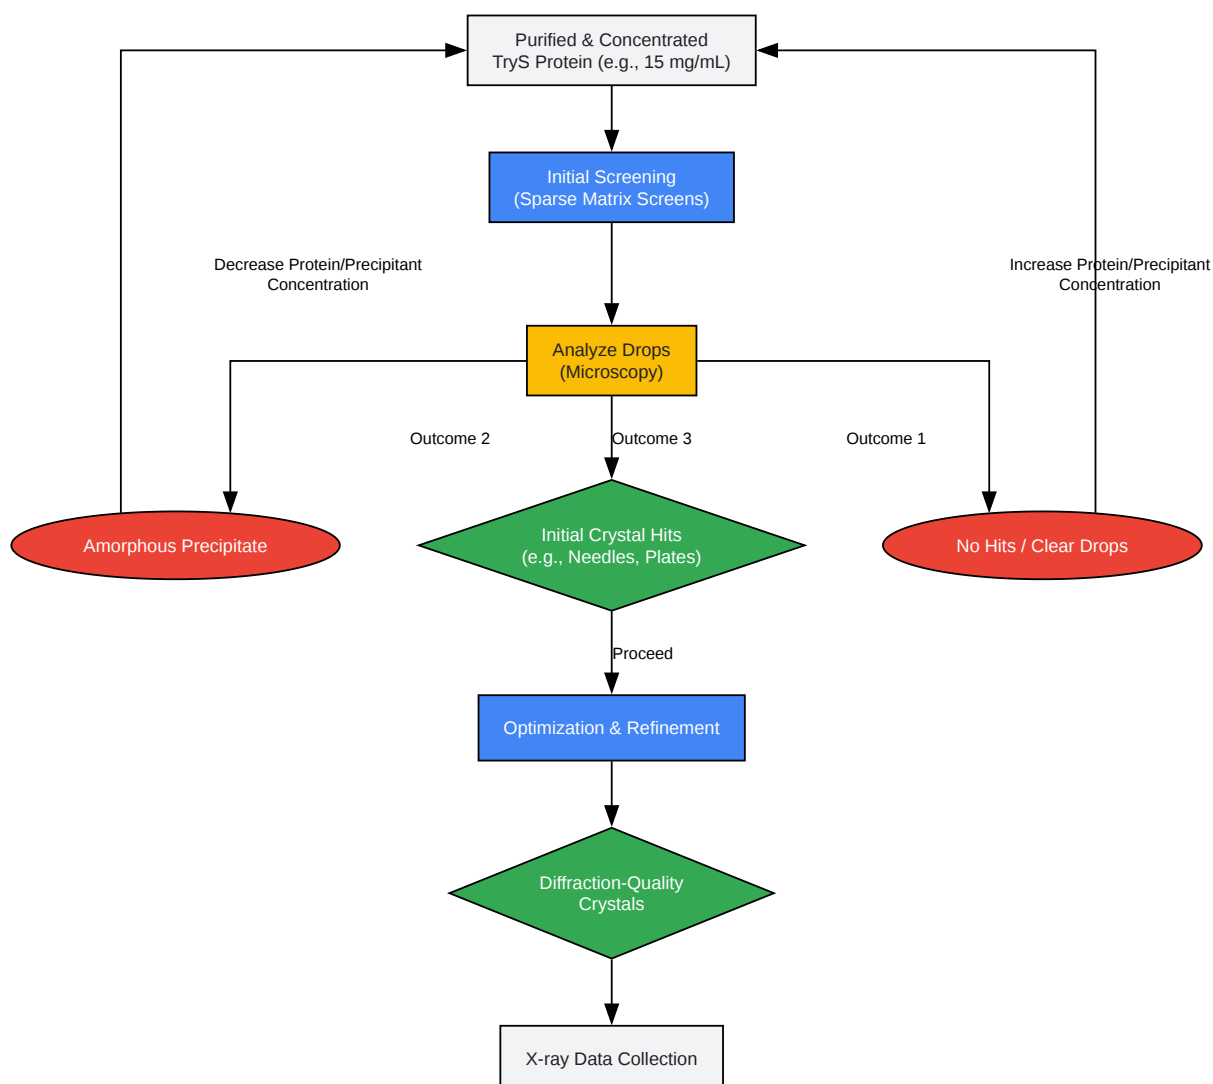 Purified & Concentrated
TryS Protein (e.g., 15 mg/mL)
Initial Screening
(Sparse Matrix Screens)
Decrease Protein/Precipitant
Concentration
Increase Protein/Precipitant
Concentration
Analyze Drops
(Microscopy)
Outcome 2
Outcome 3
Outcome 1
Amorphous Precipitate
Initial Crystal Hits
(e.g., Needles, Plates)
No Hits / Clear Drops
Proceed
Optimization & Refinement
Diffraction-Quality
Crystals
X-ray Data Collection